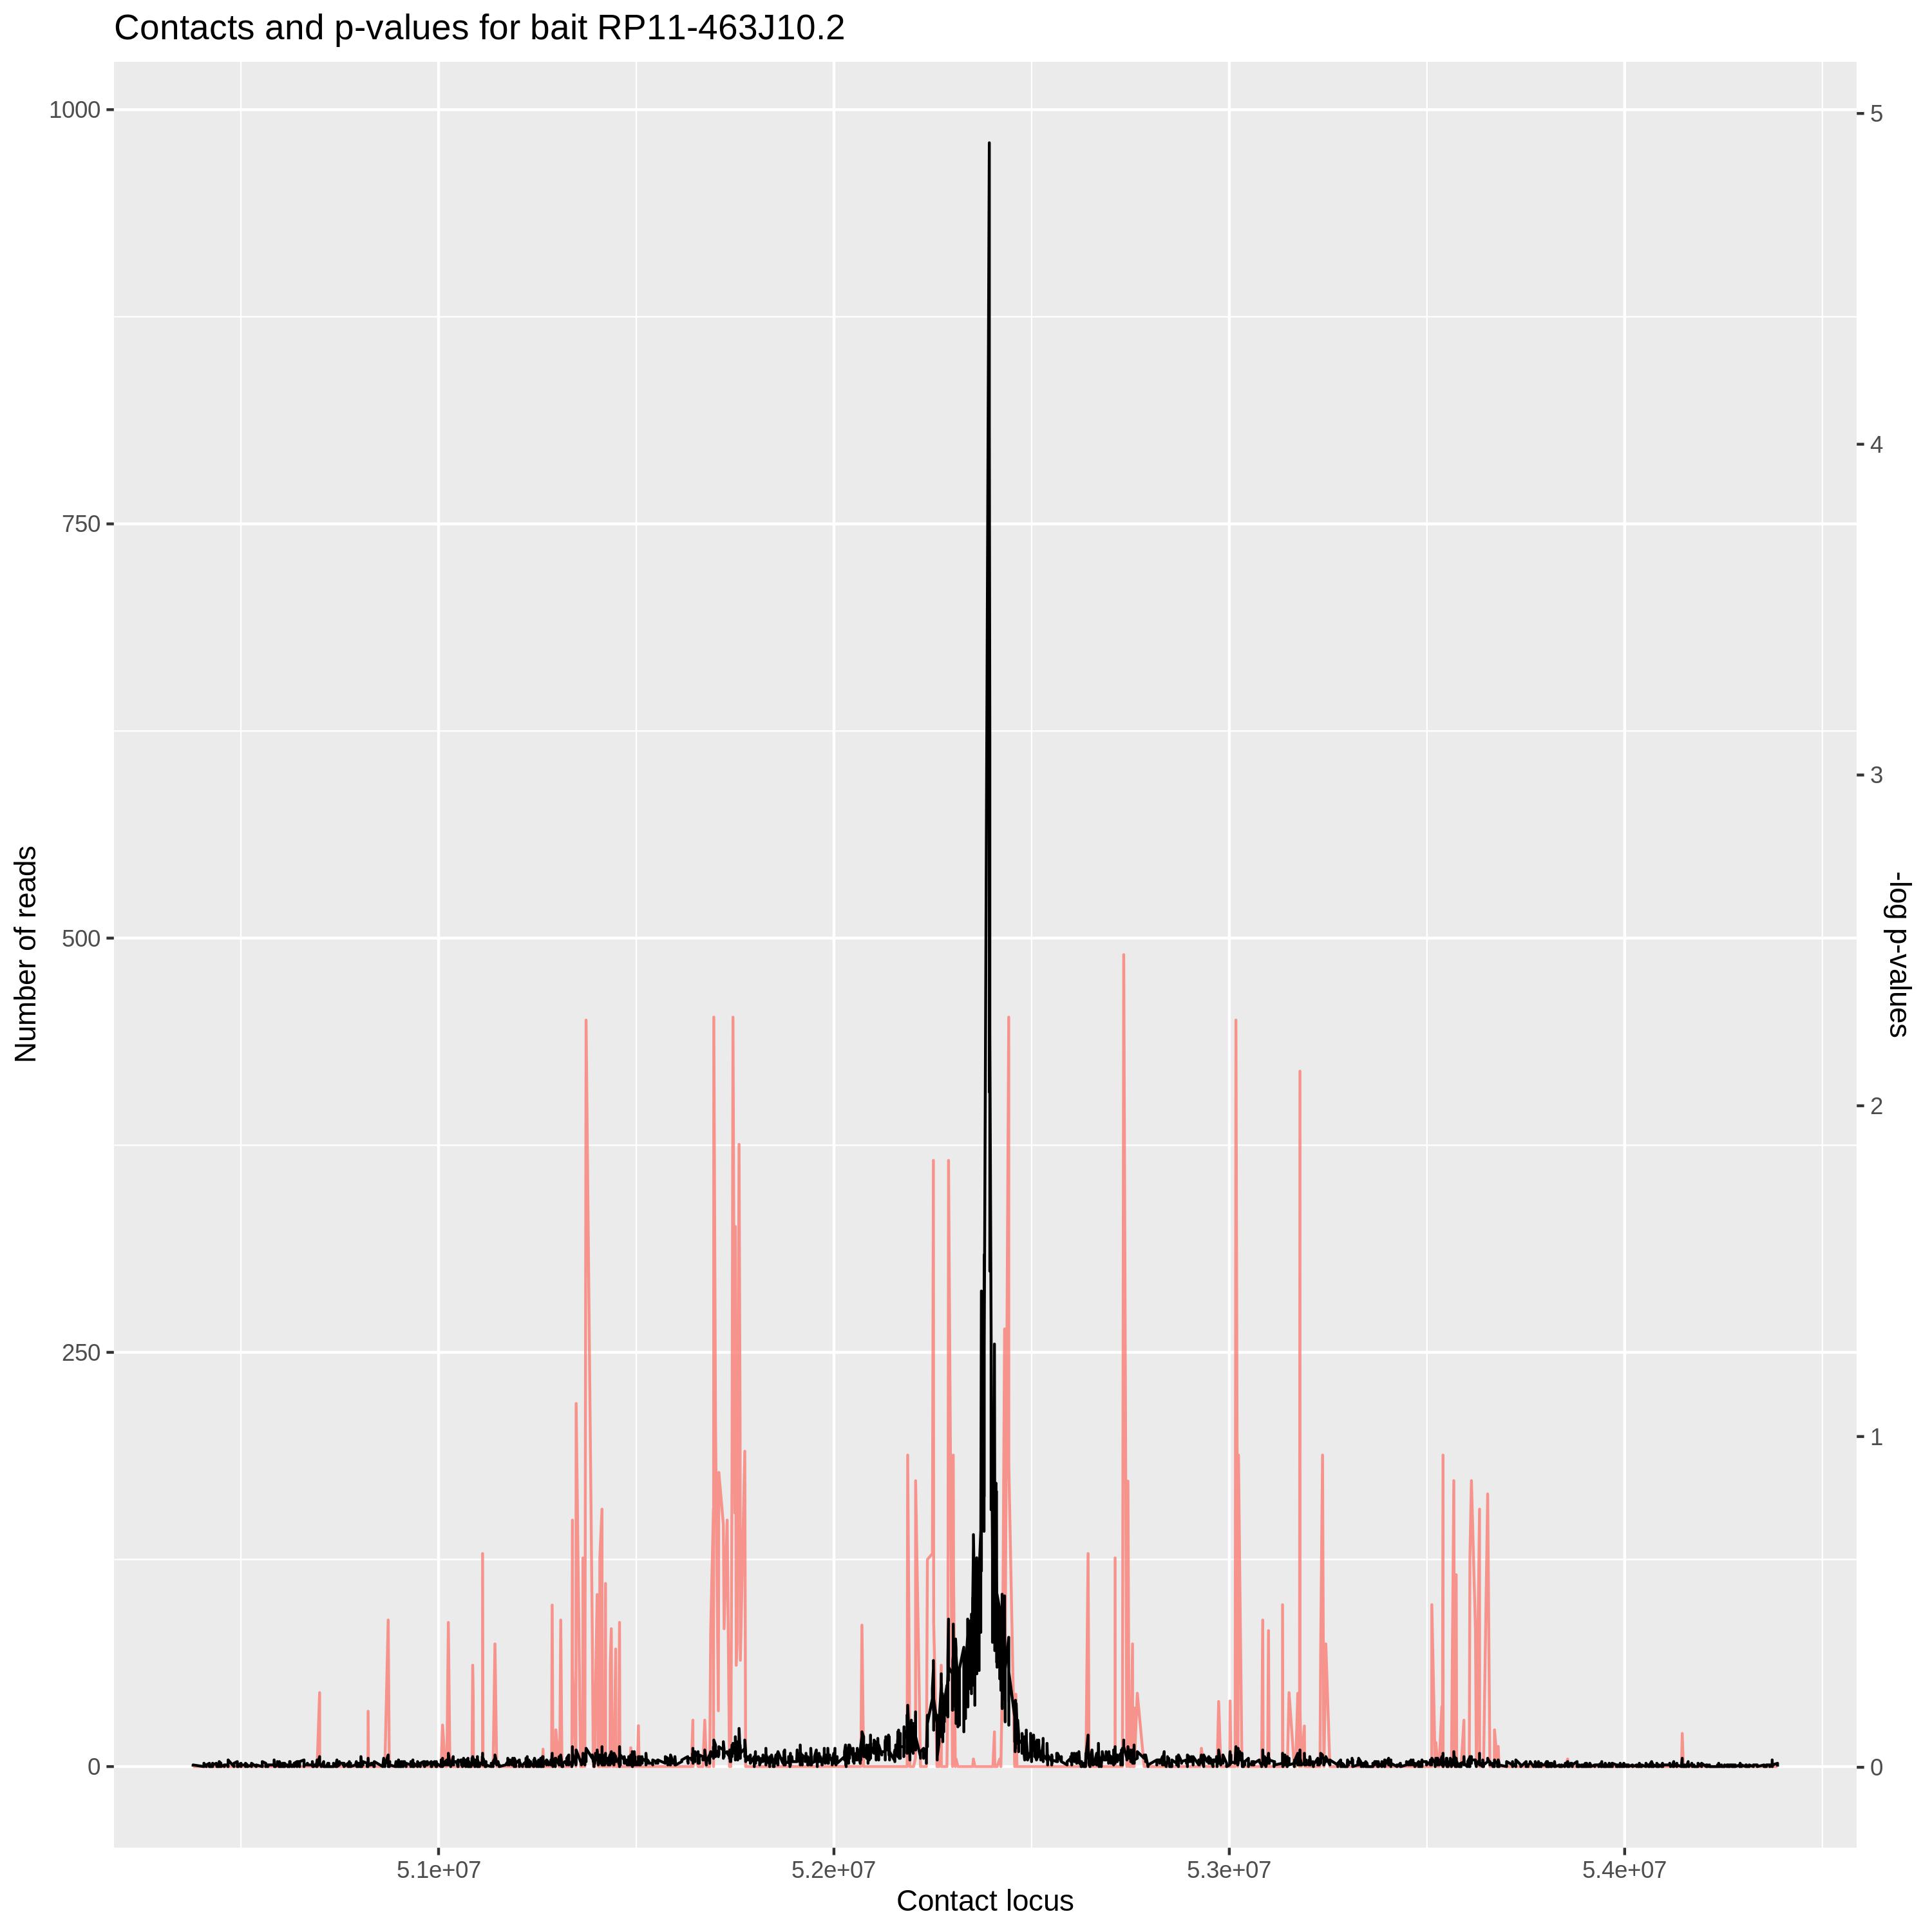 Contacts and p-values for bait RP11-463J10.2
1000
750
500
250
0
Number of reads
5
4
3
2
1
0
-log p-values
5.1e+07
5.2e+07
5.3e+07
5.4e+07
Contact locus